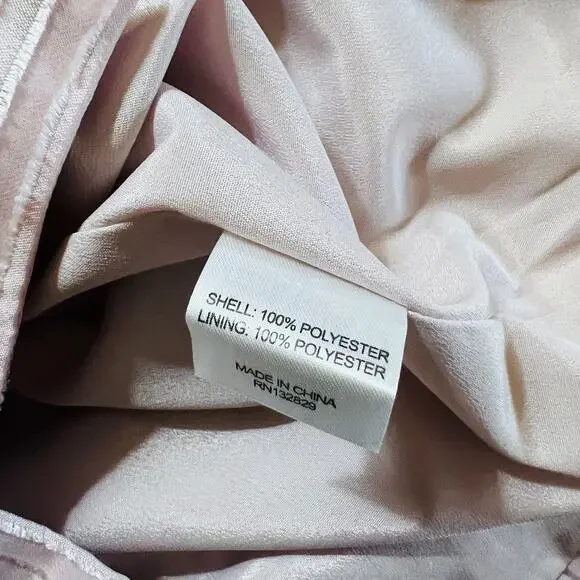 SHELL: 100% POLYESTER
LINING: 100% POLYESTER
MADE IN CHINA
RN132829